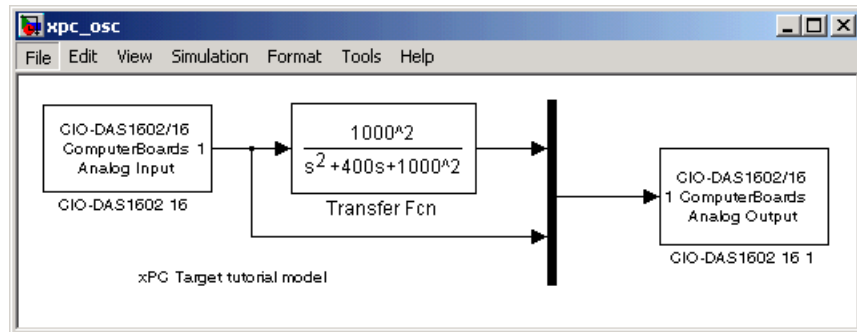 xpc_osc
File Edit View Simulation Format Tools Help
CIO-DAS1602/16
ComputerBoards 1
Analog Input
CIO-DAS1602 16
1000^2
s2+400s+1000^2
Transfer Fcn
CIO-DAS1602/16
1 ComputerBoards
Analog Output
CIO-DAS1602 16 1
xPC Target tutorial model